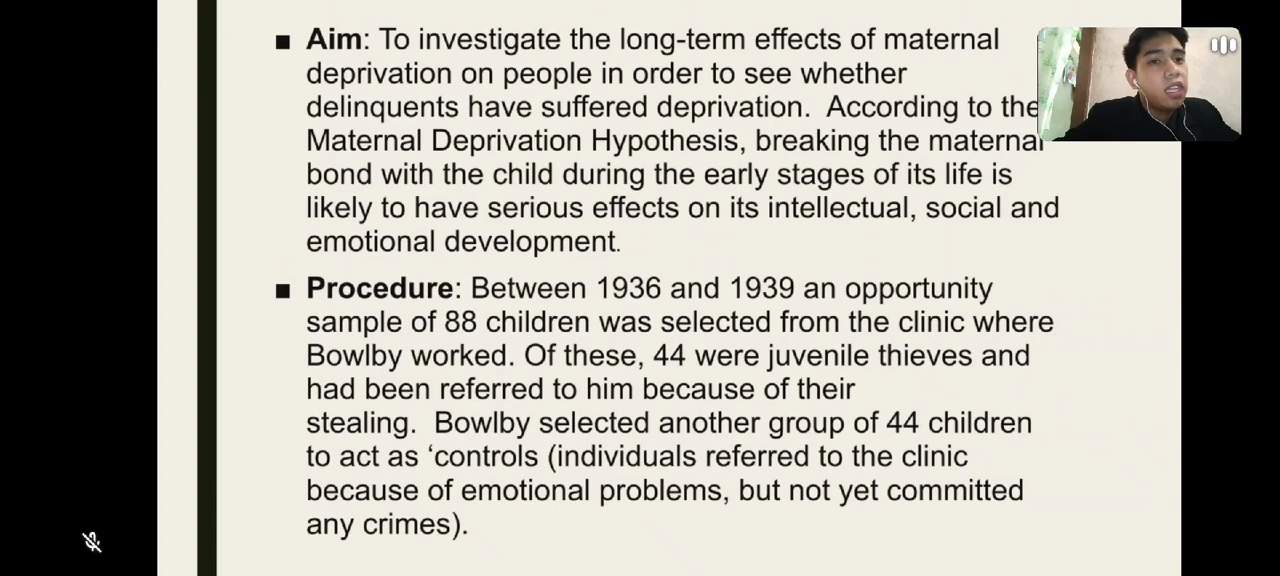 ■ Aim: To investigate the long-term effects of maternal
deprivation on people in order to see whether
delinquents have suffered deprivation.  According to the
Maternal Deprivation Hypothesis, breaking the maternal
bond with the child during the early stages of its life is
likely to have serious effects on its intellectual, social and
emotional development.
■ Procedure: Between 1936 and 1939 an opportunity
sample of 88 children was selected from the clinic where
Bowlby worked. Of these, 44 were juvenile thieves and
had been referred to him because of their
stealing.  Bowlby selected another group of 44 children
to act as ‘controls (individuals referred to the clinic
because of emotional problems, but not yet committed
any crimes).